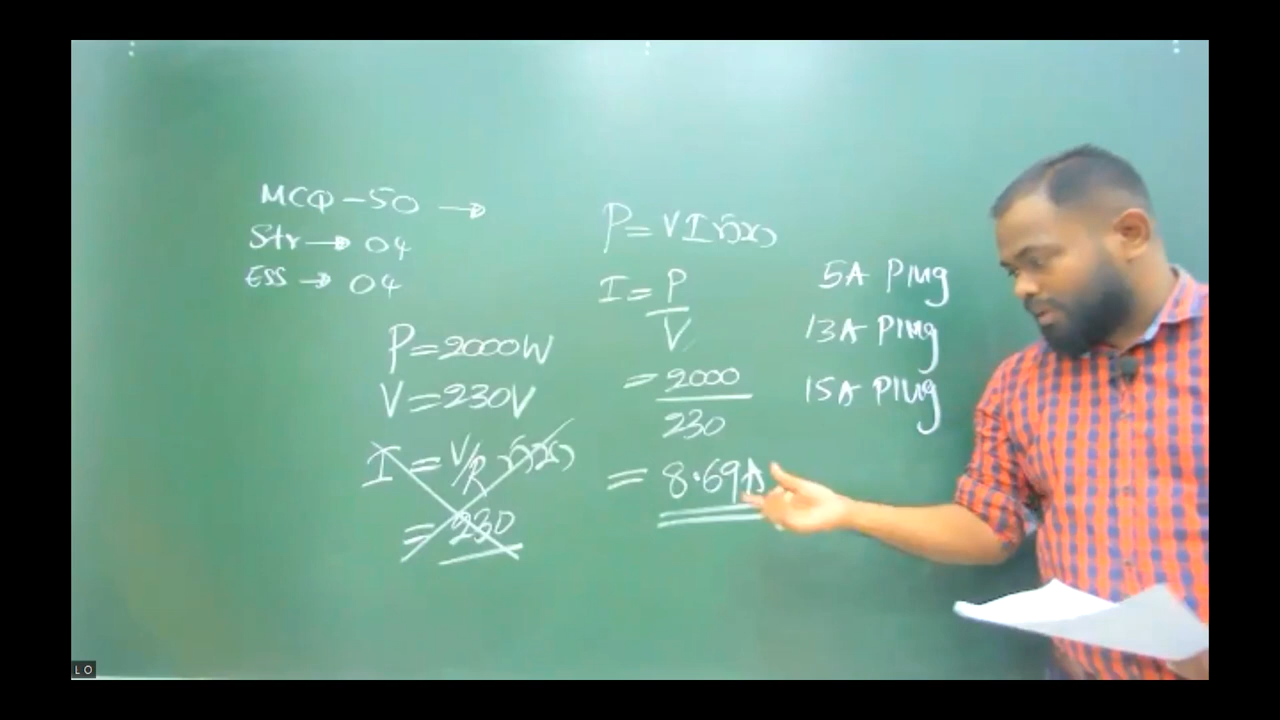 MCQ - 50 →
Str → 04
ESS → 04
P = 2000W
V = 230V
I = V/R
= 230
P = VI නිසා
I = P
V
= 2000
230
= 8.69A
5A Plug
13A Plug
15A Plug
LO